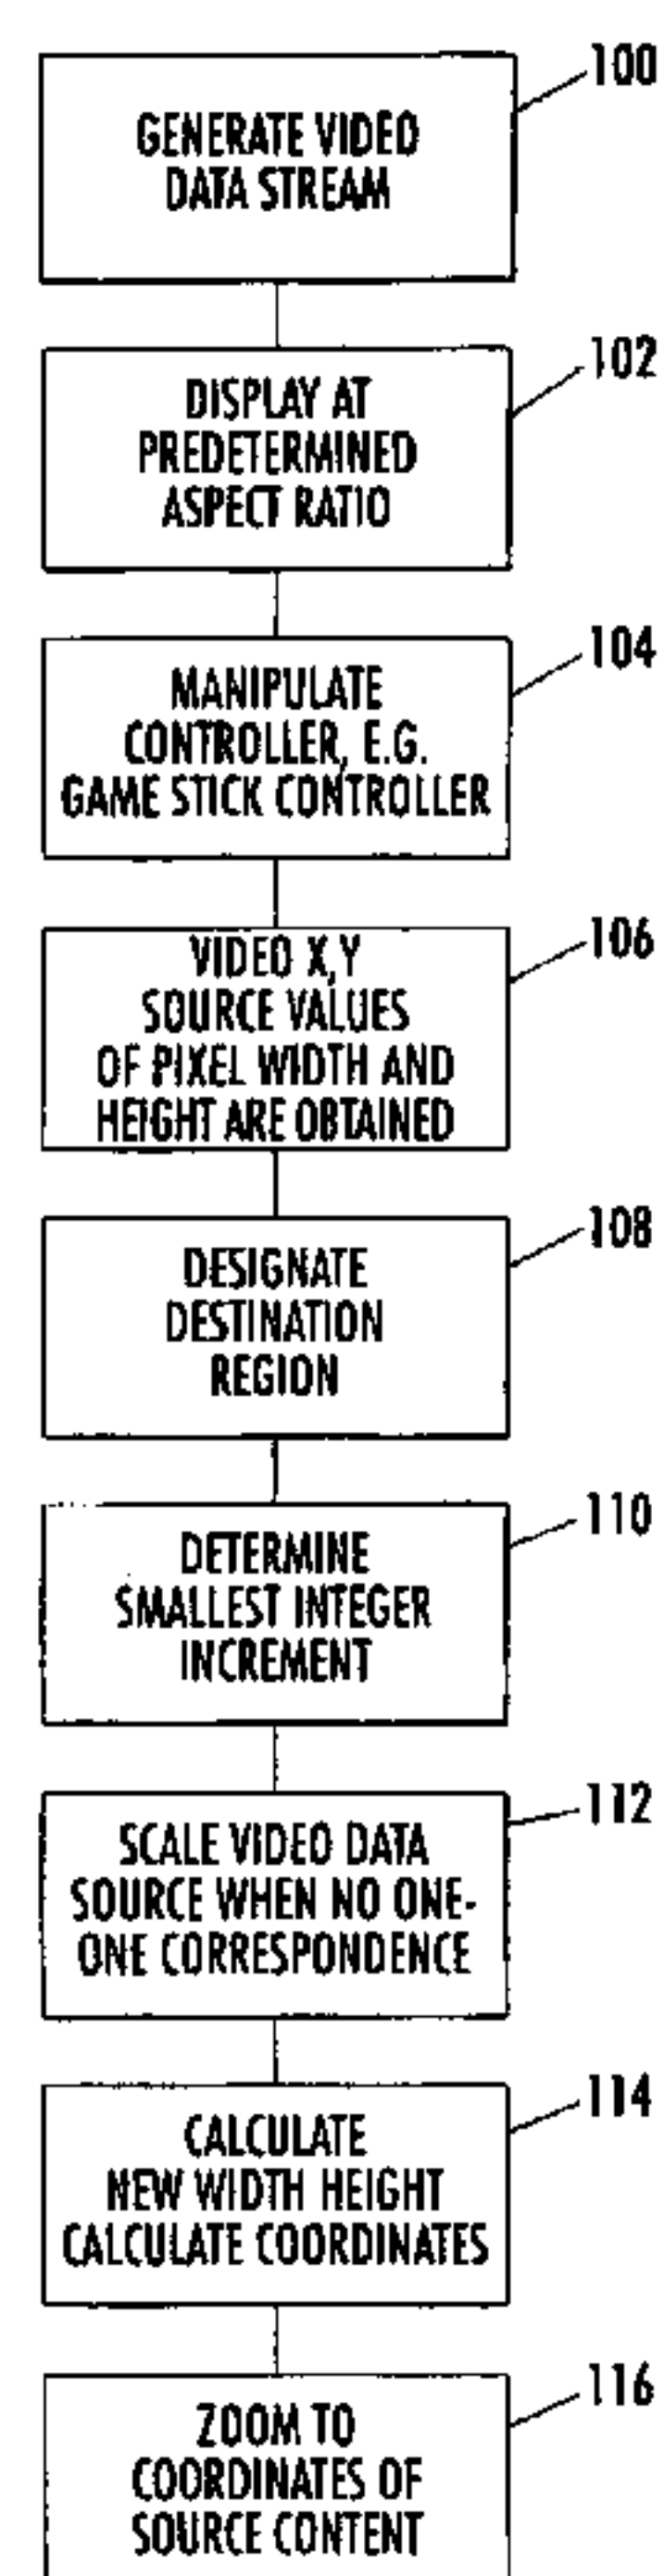 100
GENERATE VIDEO
DATA STREAM
102
DISPLAY AT
PREDETERMINED
ASPECT RATIO
104
MANIPULATE
CONTROLLER, E.G.
GAME STICK CONTROLLER
106
VIDEO X,Y
SOURCE VALUES
OF PIXEL WIDTH AND
HEIGHT ARE OBTAINED
108
DESIGNATE
DESTINATION
REGION
110
DETERMINE
SMALLEST INTEGER
INCREMENT
112
SCALE VIDEO DATA
SOURCE WHEN NO ONE-
ONE CORRESPONDENCE
114
CALCULATE
NEW WIDTH HEIGHT
CALCULATE COORDINATES
116
ZOOM TO
COORDINATES OF
SOURCE CONTENT